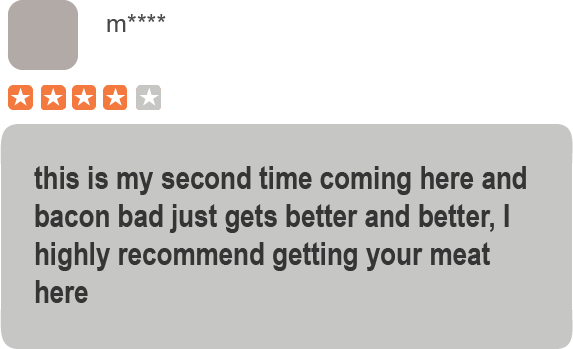 m****
this is my second time coming here and
bacon bad just gets better and better, I
highly recommend getting your meat
here